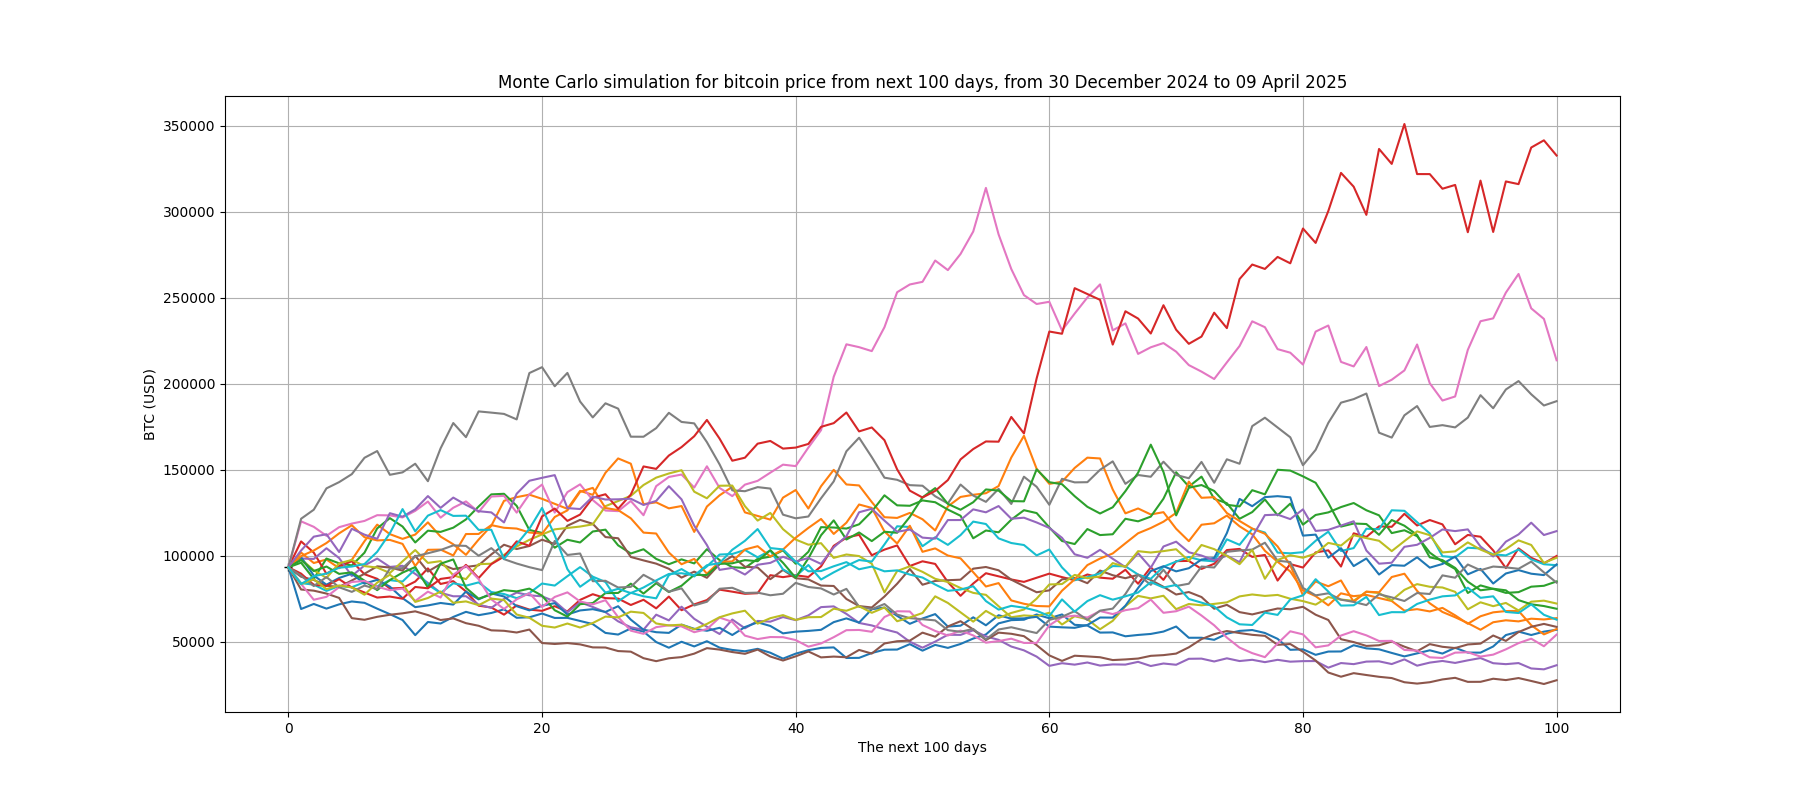 Monte Carlo simulation for bitcoin price from next 100 days, from 30 December 2024 to 09 April 2025
350000
300000
250000
200000
150000
100000
50000
BTC (USD)
0 20 40 60 80 100
The next 100 days